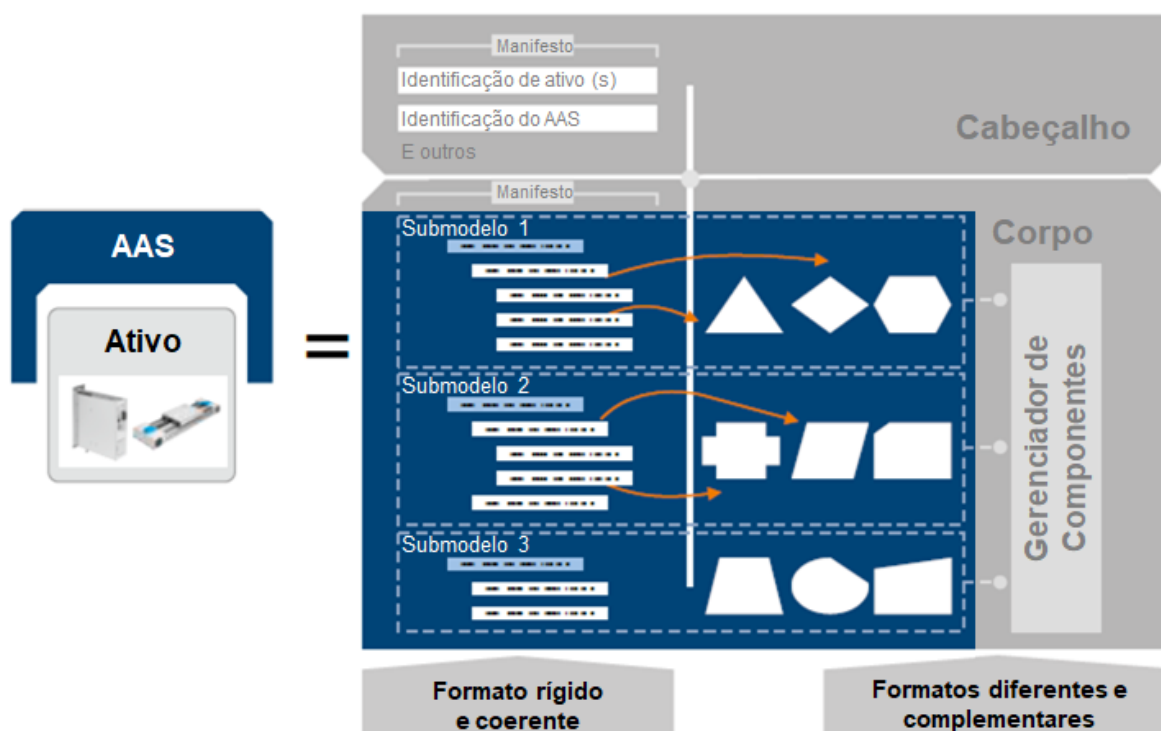 Manifesto
Identificação de ativo (s)
Identificação do AAS
E outros
Cabeçalho
Manifesto
AAS
Ativo
=
Submodelo 1
Submodelo 2
Submodelo 3
Corpo
Gerenciador de
Componentes
Formato rígido
e coerente
Formatos diferentes e
complementares